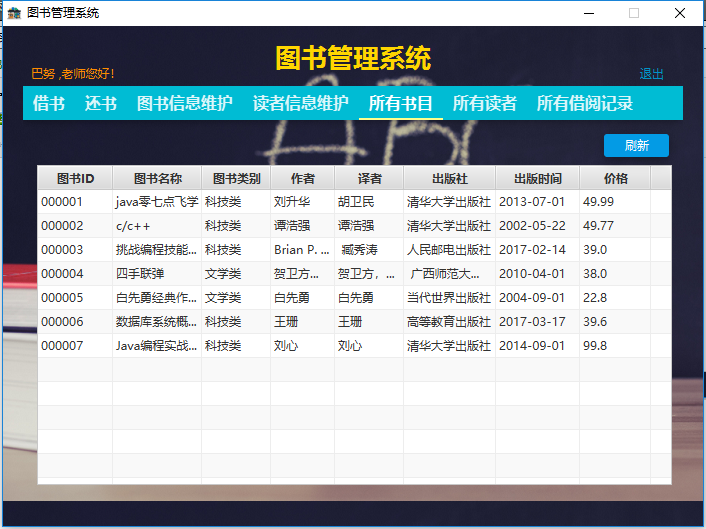 图书管理系统
图书管理系统
巴努 ,老师您好!
退出
借书 还书 图书信息维护 读者信息维护 所有书目 所有读者 所有借阅记录
刷新
图书ID 图书名称 图书类别 作者 译者 出版社 出版时间 价格
000001 java零七点飞学 科技类 刘升华 胡卫民 清华大学出版社 2013-07-01 49.99
000002 c/c++ 科技类 谭浩强 谭浩强 清华大学出版社 2002-05-22 49.77
000003 挑战编程技能... 科技类 Brian P. ... 臧秀涛 人民邮电出版社 2017-02-14 39.0
000004 四手联弹 文学类 贺卫方... 贺卫方，... 广西师范大... 2010-04-01 38.0
000005 白先勇经典作... 文学类 白先勇 白先勇 当代世界出版社 2004-09-01 22.8
000006 数据库系统概... 科技类 王珊 王珊 高等教育出版社 2017-03-17 39.6
000007 Java编程实战... 科技类 刘心 刘心 清华大学出版社 2014-09-01 99.8